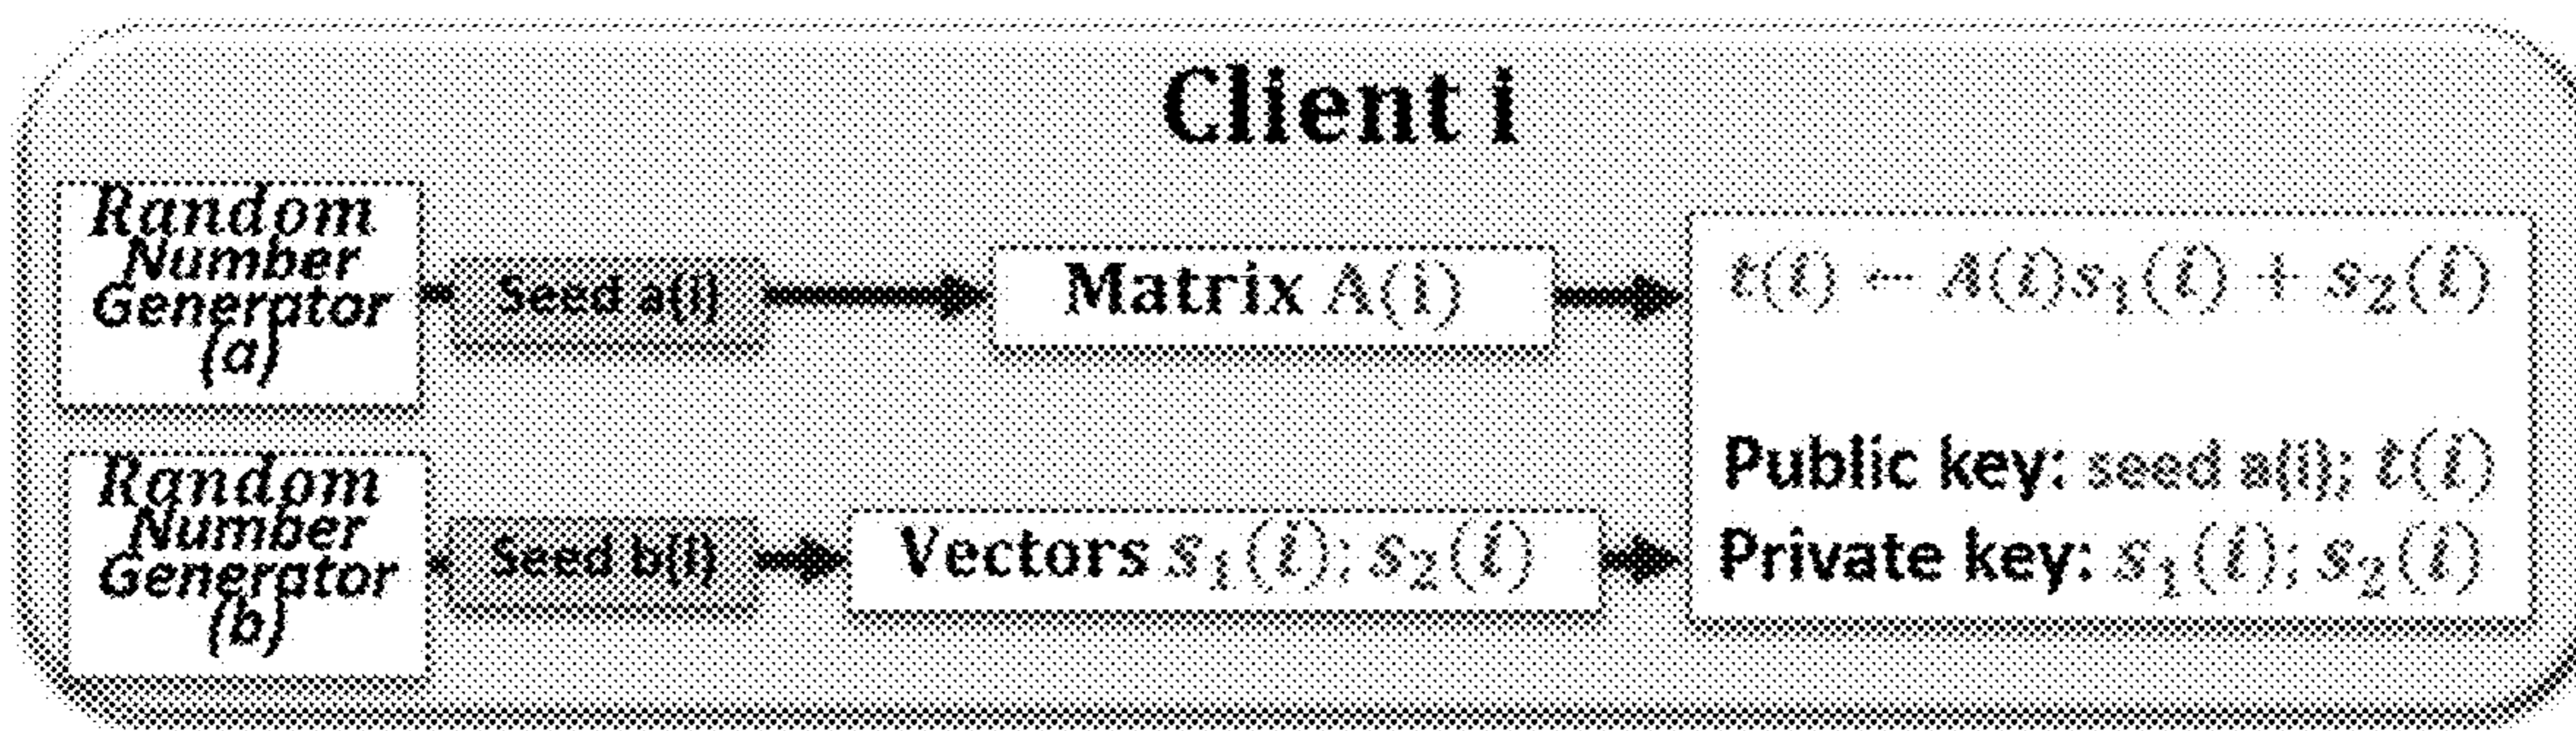 Client i
Random
Number
Generator
(a)
Seed a(i)
Matrix A(i)
t(i) ← A(i)s₁(i) + s₂(i)
Random
Number
Generator
(b)
Seed b(i)
Vectors s₁(i); s₂(i)
Public key: seed a(i); t(i)
Private key: s₁(i); s₂(i)